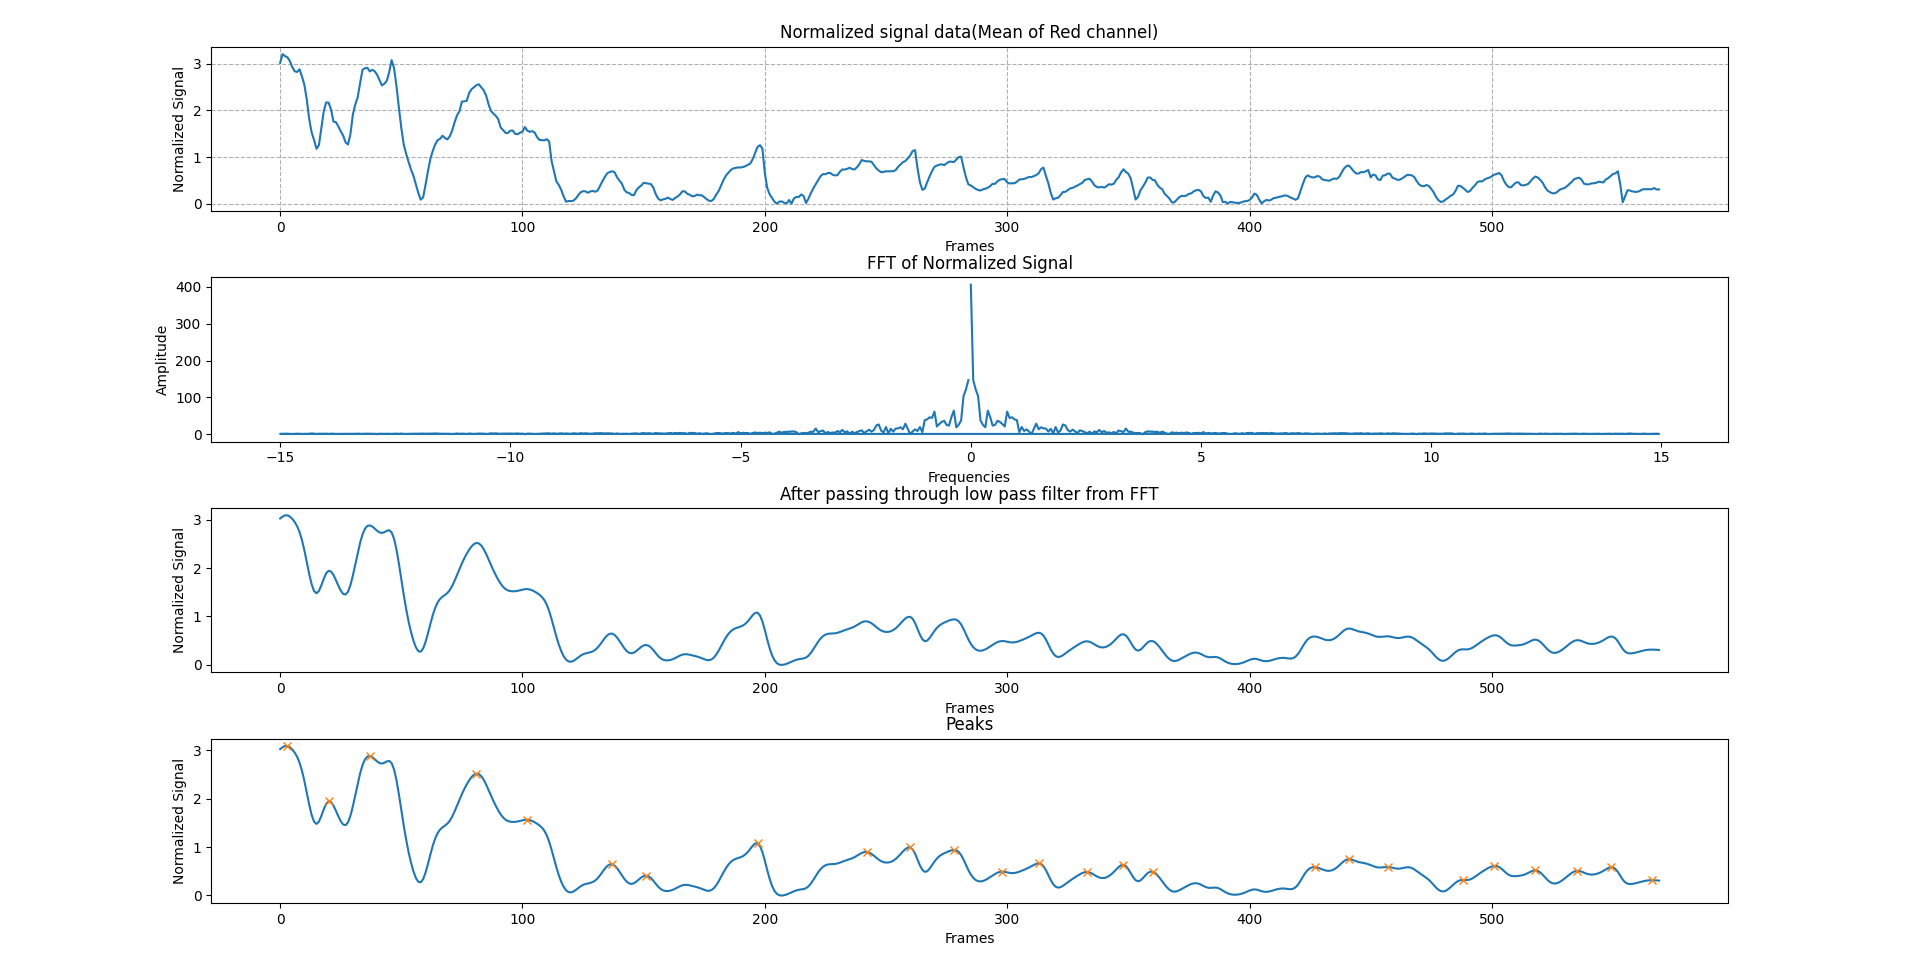 Normalized signal data(Mean of Red channel)
Normalized Signal
3
2
1
0
0 100 200 300 400 500
Frames
FFT of Normalized Signal
Amplitude
400
300
200
100
0
−15 −10 −5 0 5 10 15
Frequencies
After passing through low pass filter from FFT
Normalized Signal
3
2
1
0
0 100 200 300 400 500
Frames
Peaks
Normalized Signal
3
2
1
0
0 100 200 300 400 500
Frames